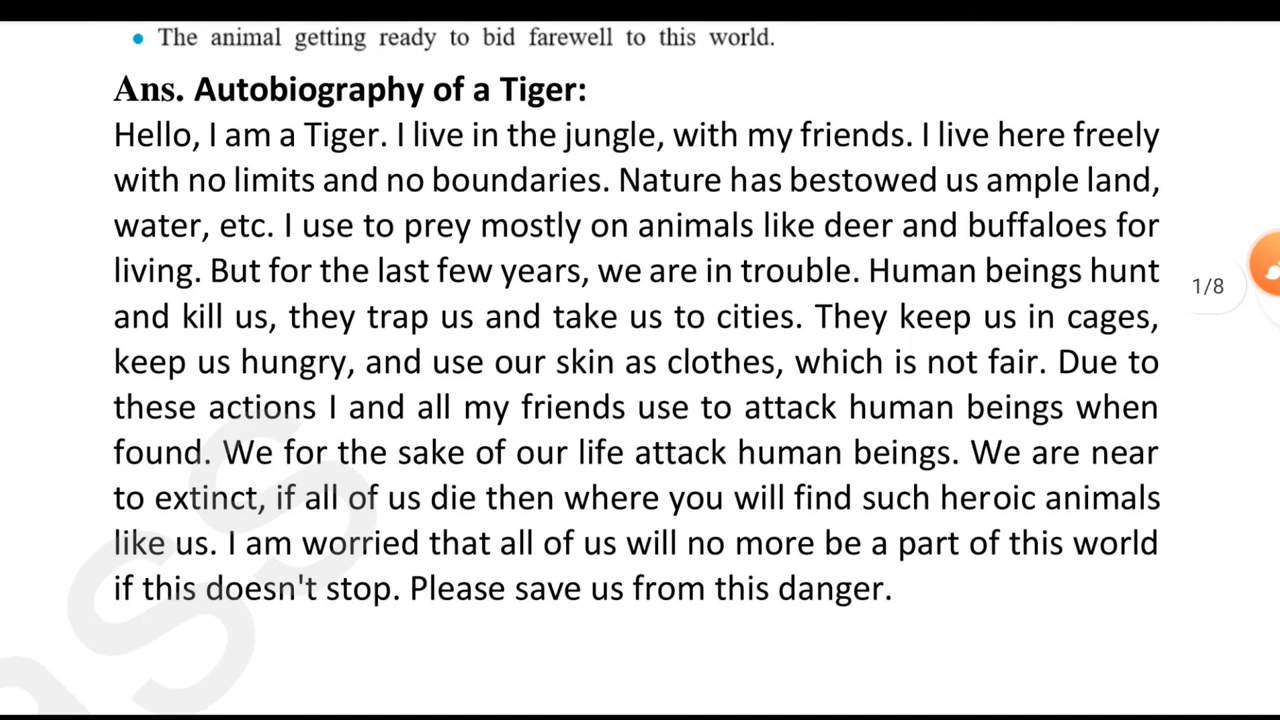 • The animal getting ready to bid farewell to this world.
Ans. Autobiography of a Tiger:
Hello, I am a Tiger. I live in the jungle, with my friends. I live here freely
with no limits and no boundaries. Nature has bestowed us ample land,
water, etc. I use to prey mostly on animals like deer and buffaloes for
living. But for the last few years, we are in trouble. Human beings hunt
and kill us, they trap us and take us to cities. They keep us in cages,
keep us hungry, and use our skin as clothes, which is not fair. Due to
these actions I and all my friends use to attack human beings when
found. We for the sake of our life attack human beings. We are near
to extinct, if all of us die then where you will find such heroic animals
like us. I am worried that all of us will no more be a part of this world
if this doesn't stop. Please save us from this danger.
1/8